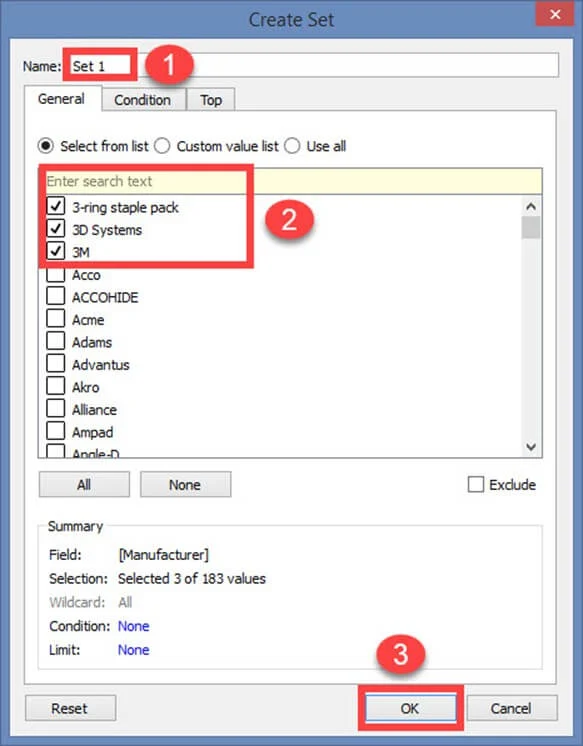 Create Set
Name: Set 1 1
General Condition Top
Select from list Custom value list Use all
Enter search text
3-ring staple pack
3D Systems
3M
2
Acco
ACCOHIDE
Acme
Adams
Advantus
Akro
Alliance
Ampad
Angle-D
All None Exclude
Summary
Field: [Manufacturer]
Selection: Selected 3 of 183 values
Wildcard: All
Condition: None
Limit: None
3
Reset OK Cancel